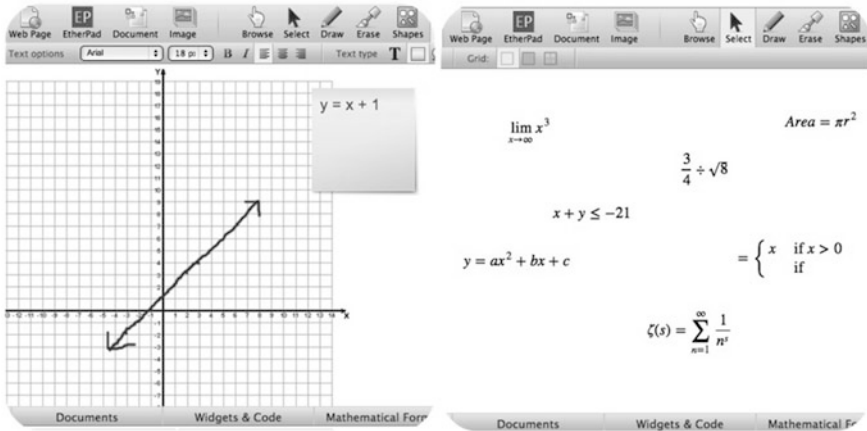 Web Page EtherPad Document Image Browse Select Draw Erase Shapes
Text options Arial 18 p: B I Text type T
Y
y = x + 1
X
Documents Widgets & Code Mathematical Form
EP
Web Page EtherPad Document Image Browse Select Draw Erase Shapes
Grid:
lim x→∞ x³
Area = πr²
3/4 ÷ √8
x + y ≤ −21
y = ax² + bx + c
= { x if x > 0
if
ζ(s) = ∑ n=1 ∞ 1/nˢ
Documents Widgets & Code Mathematical Fo